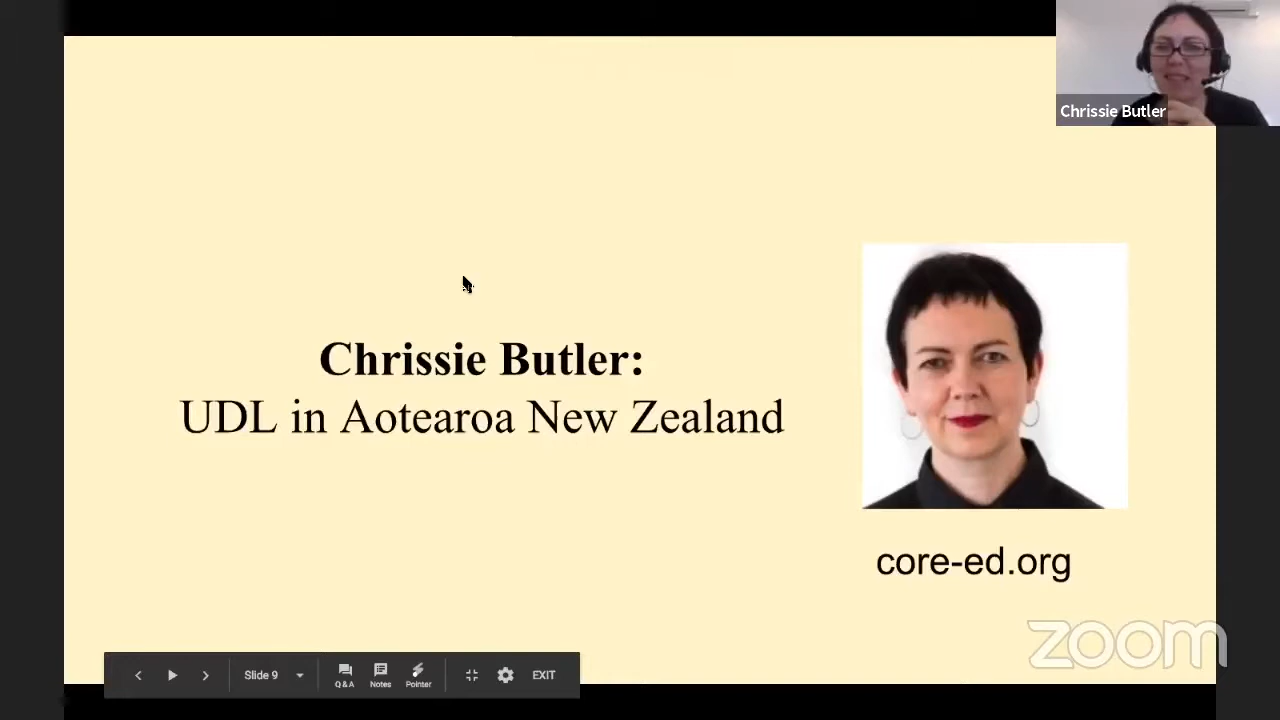 Chrissie Butler
Chrissie Butler:
UDL in Aotearoa New Zealand
core-ed.org
zoom
Slide 9
Q&A
Notes
Pointer
EXIT